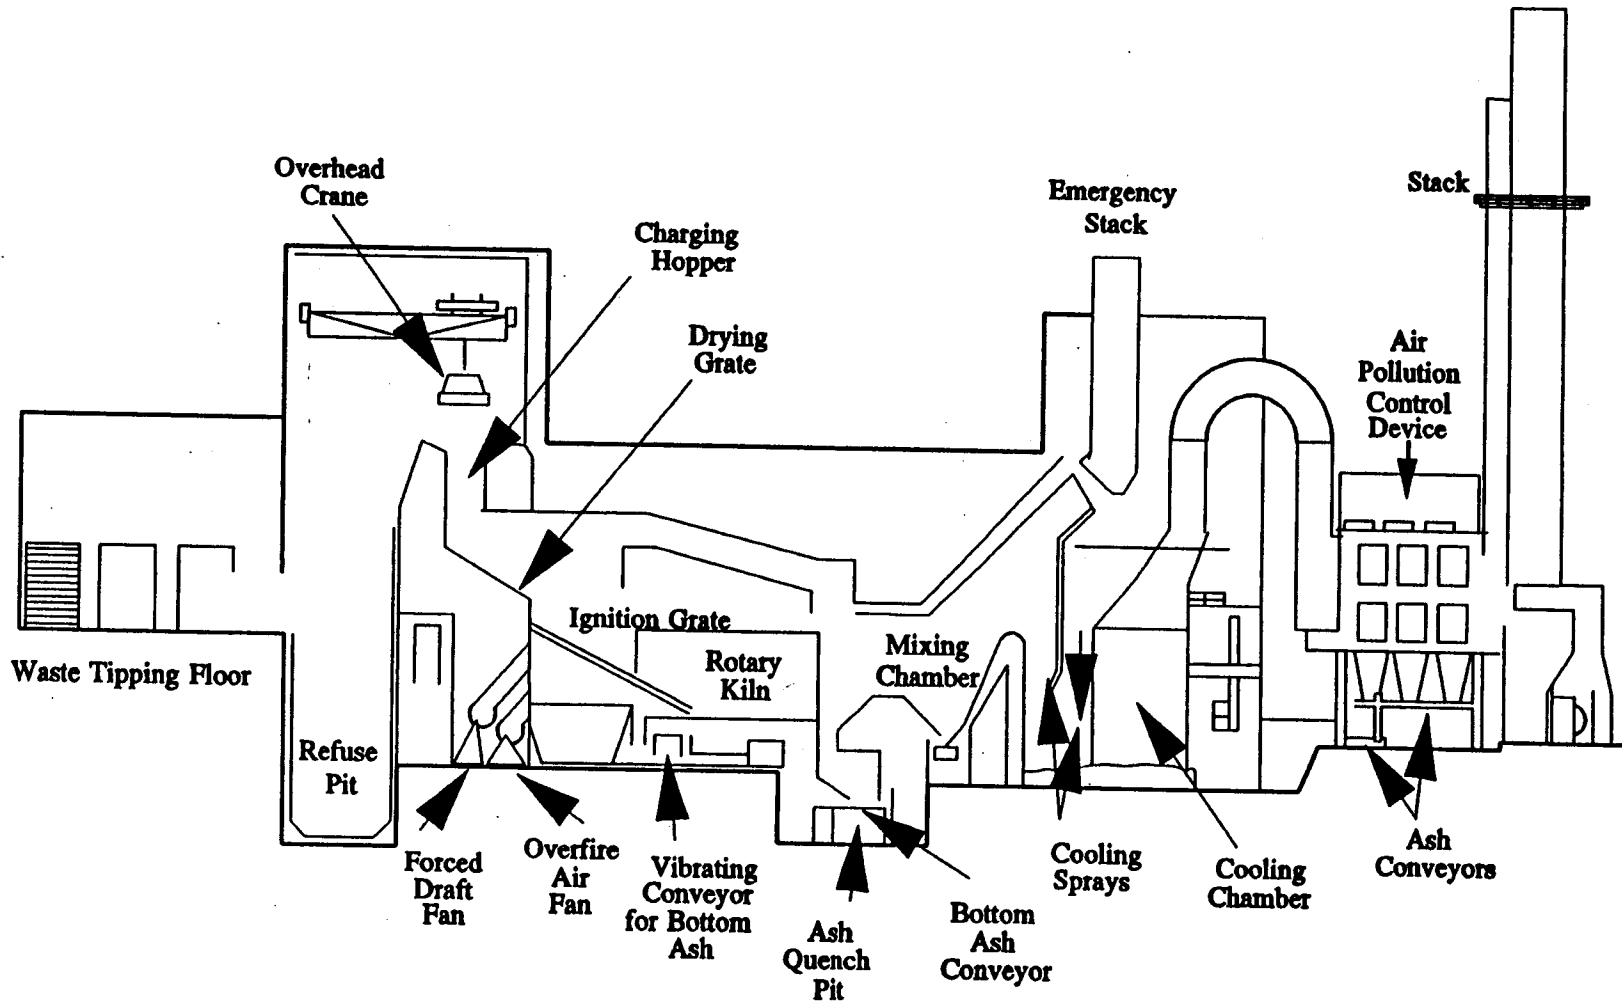 Overhead
Crane
Charging
Hopper
Drying
Grate
Emergency
Stack
Stack
Air
Pollution
Control
Device
Ignition Grate
Rotary
Kiln
Mixing
Chamber
Waste Tipping Floor
Refuse
Pit
Forced
Draft
Fan
Overfire
Air
Fan
Vibrating
Conveyor
for Bottom
Ash
Ash
Quench
Pit
Bottom
Ash
Conveyor
Cooling
Sprays
Cooling
Chamber
Ash
Conveyors